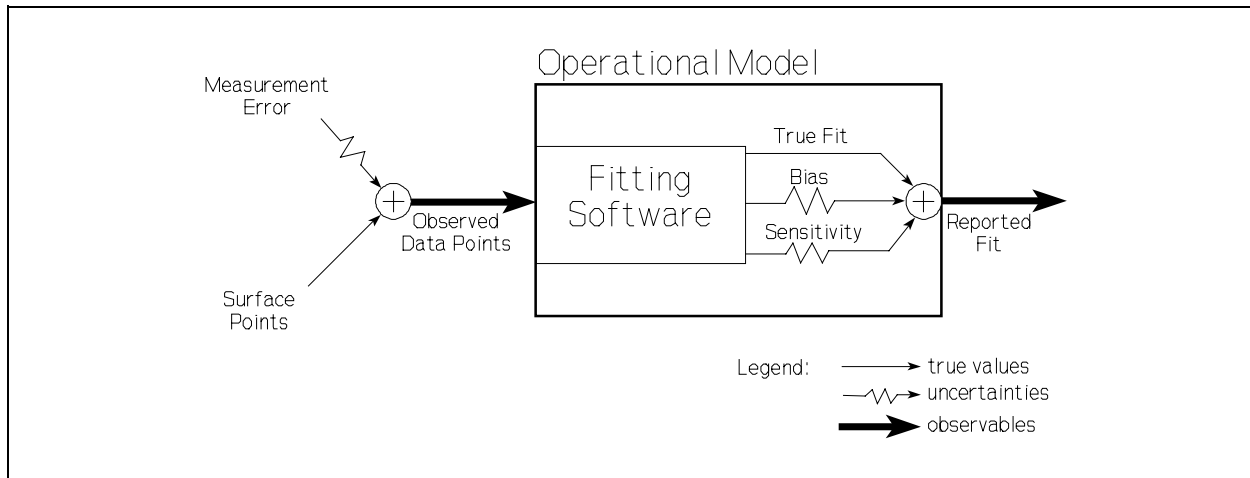 Operational Model
Measurement
Error
True Fit
Bias
Fitting
Software
Sensitivity
Observed
Data Points
Reported
Fit
Surface
Points
Legend:
true values
uncertainties
observables